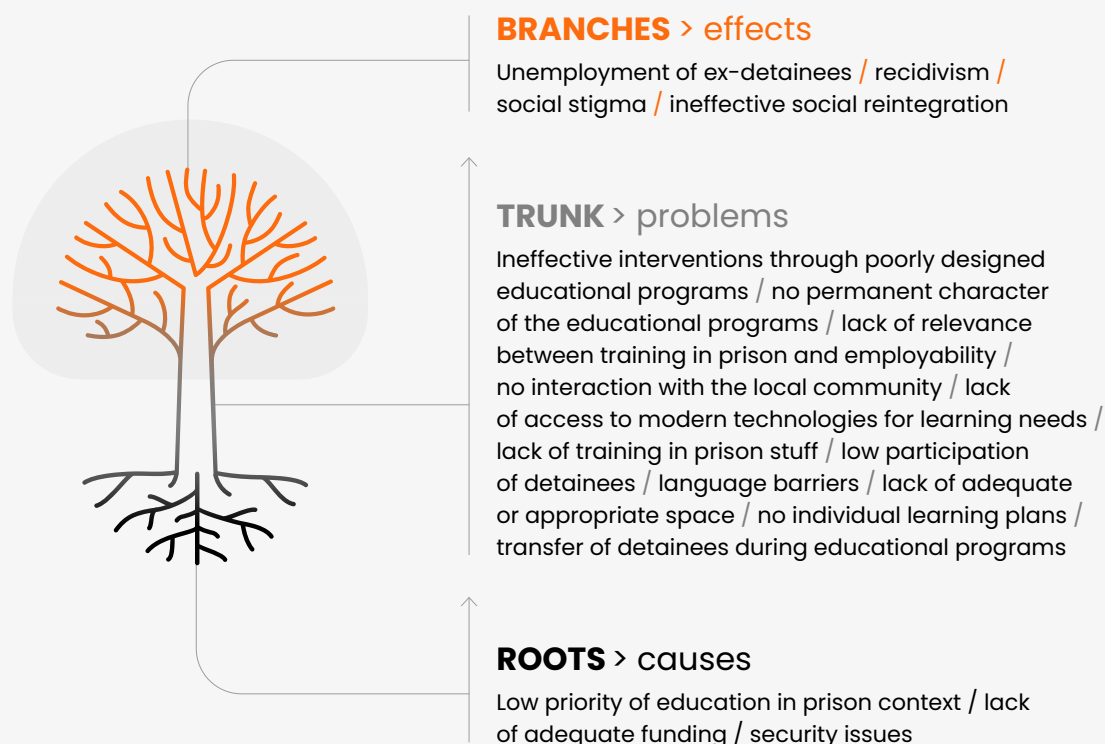 BRANCHES > effects
Unemployment of ex-detainees / recidivism /
social stigma / ineffective social reintegration
TRUNK > problems
Ineffective interventions through poorly designed
educational programs / no permanent character
of the educational programs / lack of relevance
between training in prison and employability /
no interaction with the local community / lack
of access to modern technologies for learning needs /
lack of training in prison stuff / low participation
of detainees / language barriers / lack of adequate
or appropriate space / no individual learning plans /
transfer of detainees during educational programs
ROOTS > causes
Low priority of education in prison context / lack
of adequate funding / security issues